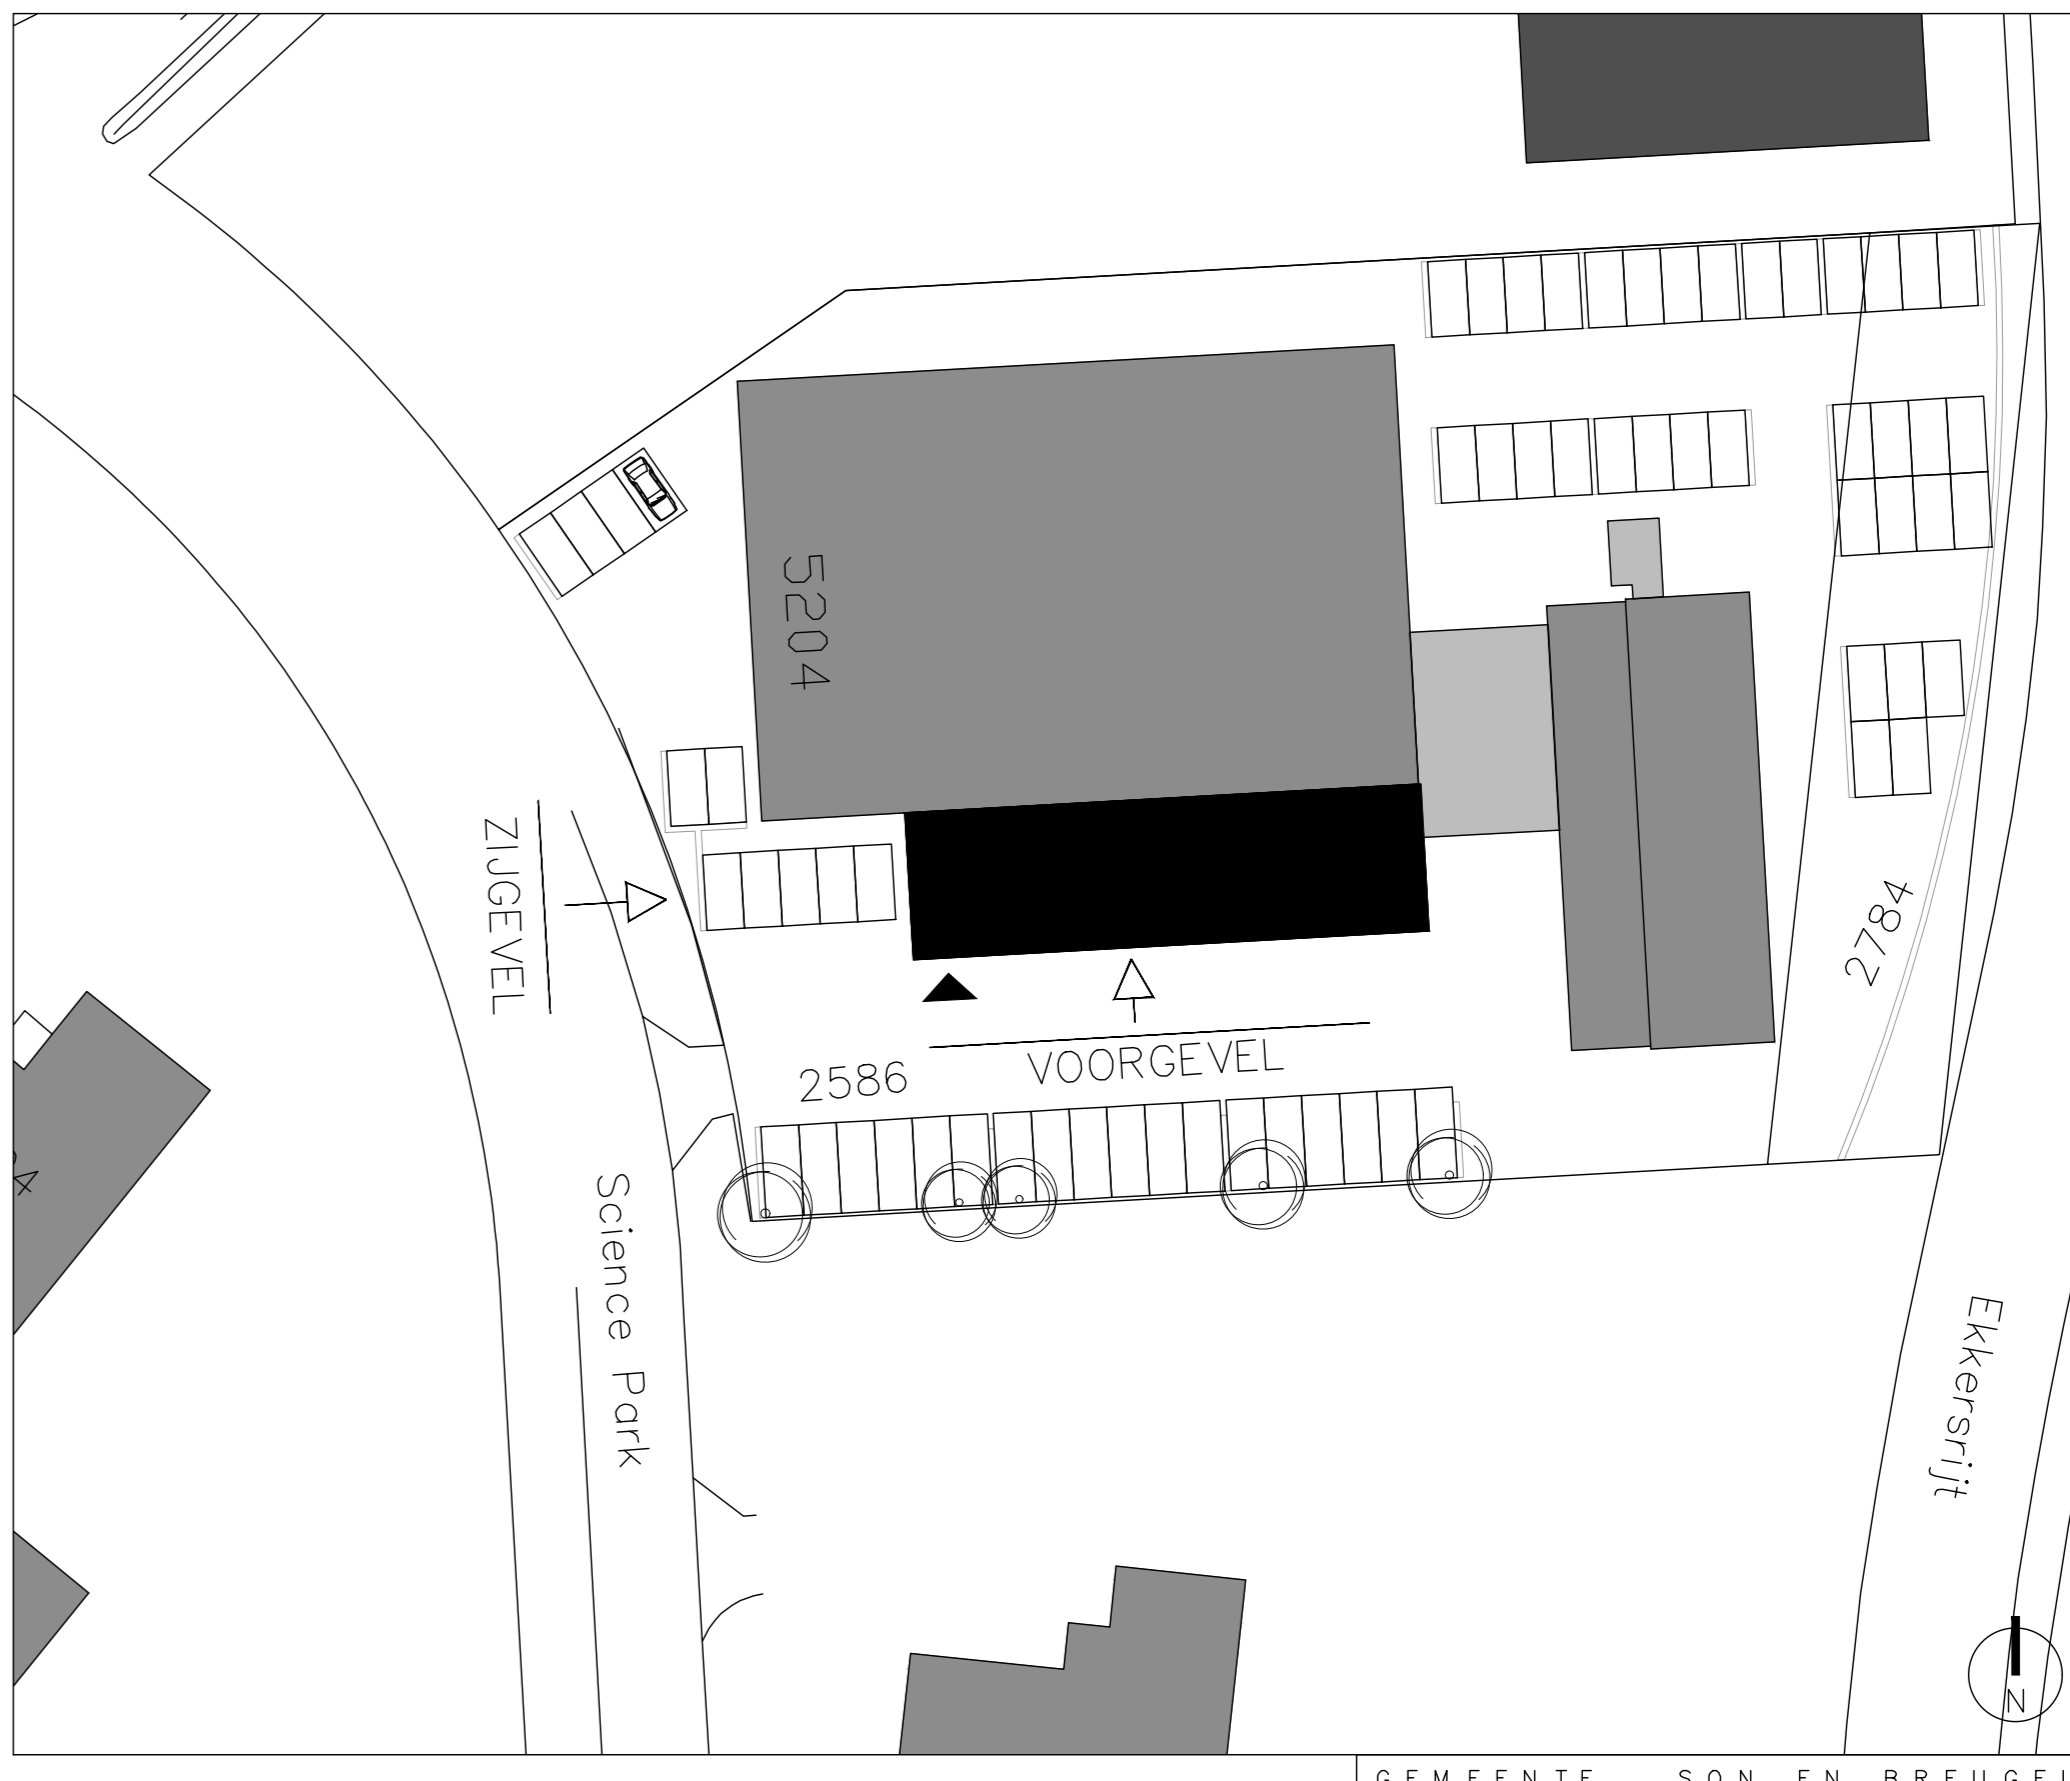 5204
ZIJGEVEL
2784
2586
VOORGEVEL
Science Park
Ekkersrijt
N
GEMEENTE SON EN BREUGEL